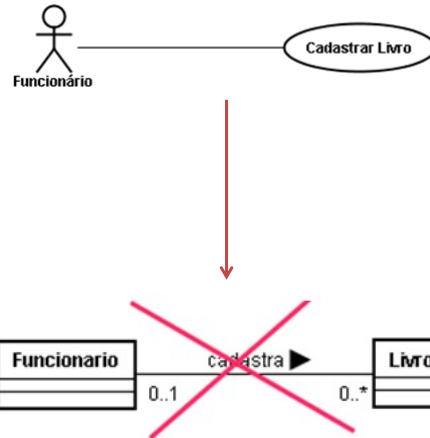 Cadastrar Livro
Funcionário
Funcionario
cadastra
Livro
0..1
0..*